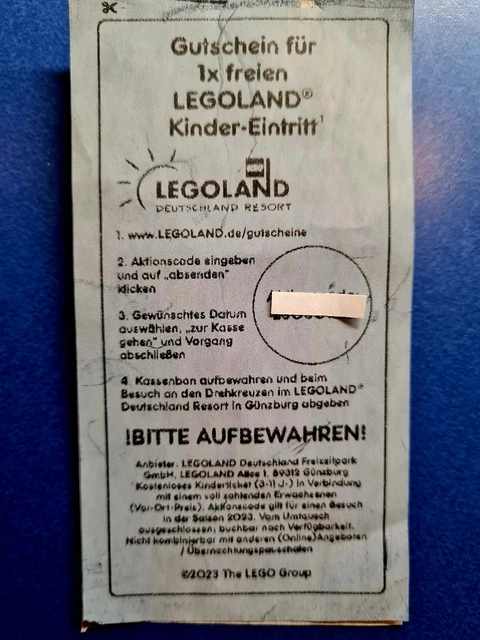 Gutschein für
1x freien
LEGOLAND®
Kinder-Eintritt¹
LEGO
LEGOLAND
DEUTSCHLAND RESORT
1. www.LEGOLAND.de/gutscheine
2. Aktionscode eingeben
und auf „absenden"
klicken
3. Gewünschtes Datum
auswählen, „zur Kasse
gehen" und Vorgang
abschließen
4. Kassenbon aufbewahren und beim
Besuch an den Drehkreuzen im LEGOLAND®
Deutschland Resort in Günzburg abgeben
!BITTE AUFBEWAHREN!
Anbieter: LEGOLAND Deutschland Freizeitpark
GmbH, LEGOLAND Allee 1, 89312 Günzburg
¹Kostenloses Kinderticket (3-11 J.) in Verbindung
mit einem voll zahlenden Erwachsenen
(Vor-Ort-Preis). Aktionscode gilt für einen Besuch
in der Saison 2023. Vom Umtausch
ausgeschlossen; buchbar nach Verfügbarkeit.
Nicht kombinierbar mit anderen (Online)Angeboten
/ Übernachtungspauschalen
©2023 The LEGO Group